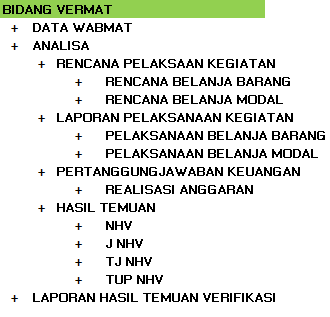 BIDANG VERMAT
+ DATA WABMAT
+ ANALISA
+ RENCANA PELAKSAAN KEGIATAN
+ RENCANA BELANJA BARANG
+ RENCANA BELANJA MODAL
+ LAPORAN PELAKSANAAN KEGIATAN
+ PELAKSANAAN BELANJA BARANG
+ PELAKSANAAN BELANJA MODAL
+ PERTANGGUNGJAWABAN KEUANGAN
+ REALISASI ANGGARAN
+ HASIL TEMUAN
+ NHV
+ J NHV
+ TJ NHV
+ TUP NHV
+ LAPORAN HASIL TEMUAN VERIFIKASI